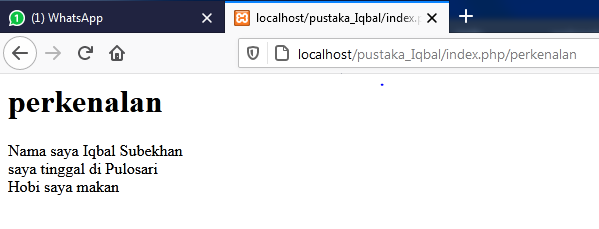 (1) WhatsApp
localhost/pustaka_Iqbal/index.p
localhost/pustaka_Iqbal/index.php/perkenalan
perkenalan
Nama saya Iqbal Subekhan
saya tinggal di Pulosari
Hobi saya makan